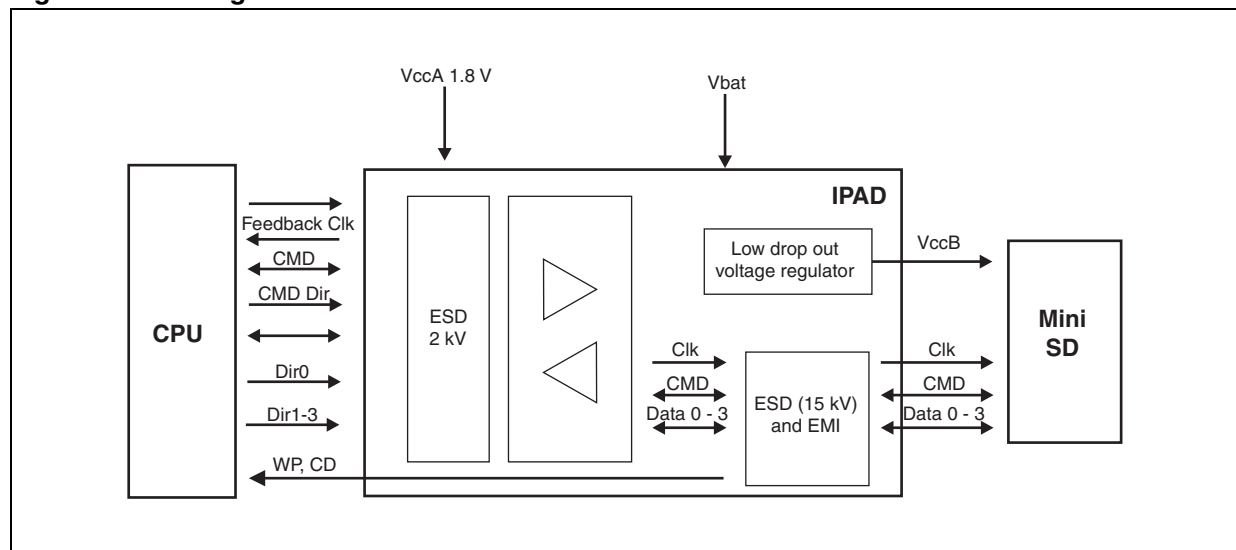 VccA 1.8 V
Vbat
IPAD
Feedback Clk
CMD
CMD Dir
Dir0
Dir1-3
WP, CD
CPU
ESD
2 kV
Low drop out
voltage regulator
VccB
Clk
CMD
Data 0 - 3
ESD (15 kV)
and EMI
Clk
CMD
Data 0 - 3
Mini
SD